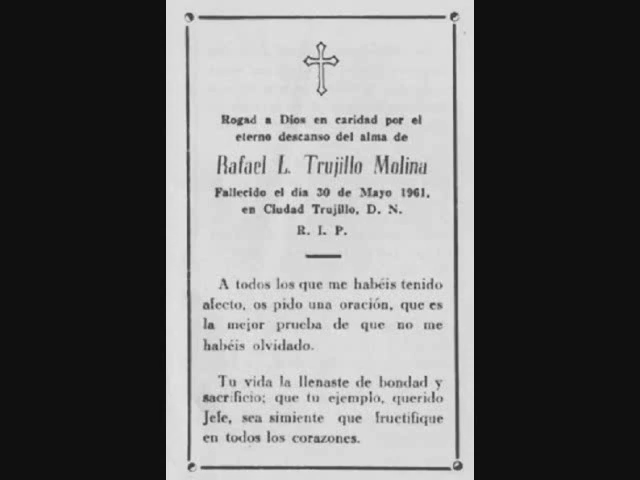 Rogad a Dios en caridad por el
eterno descanso del alma de
Rafael L. Trujillo Molina
Fallecido el día 30 de Mayo 1961,
en Ciudad Trujillo, D. N.
R. I. P.
A todos los que me habéis tenido
afecto, os pido una oración, que es
la mejor prueba de que no me
habéis olvidado.
Tu vida la llenaste de bondad y
sacrificio; que tu ejemplo, querido
Jefe, sea simiente que fructifique
en todos los corazones.